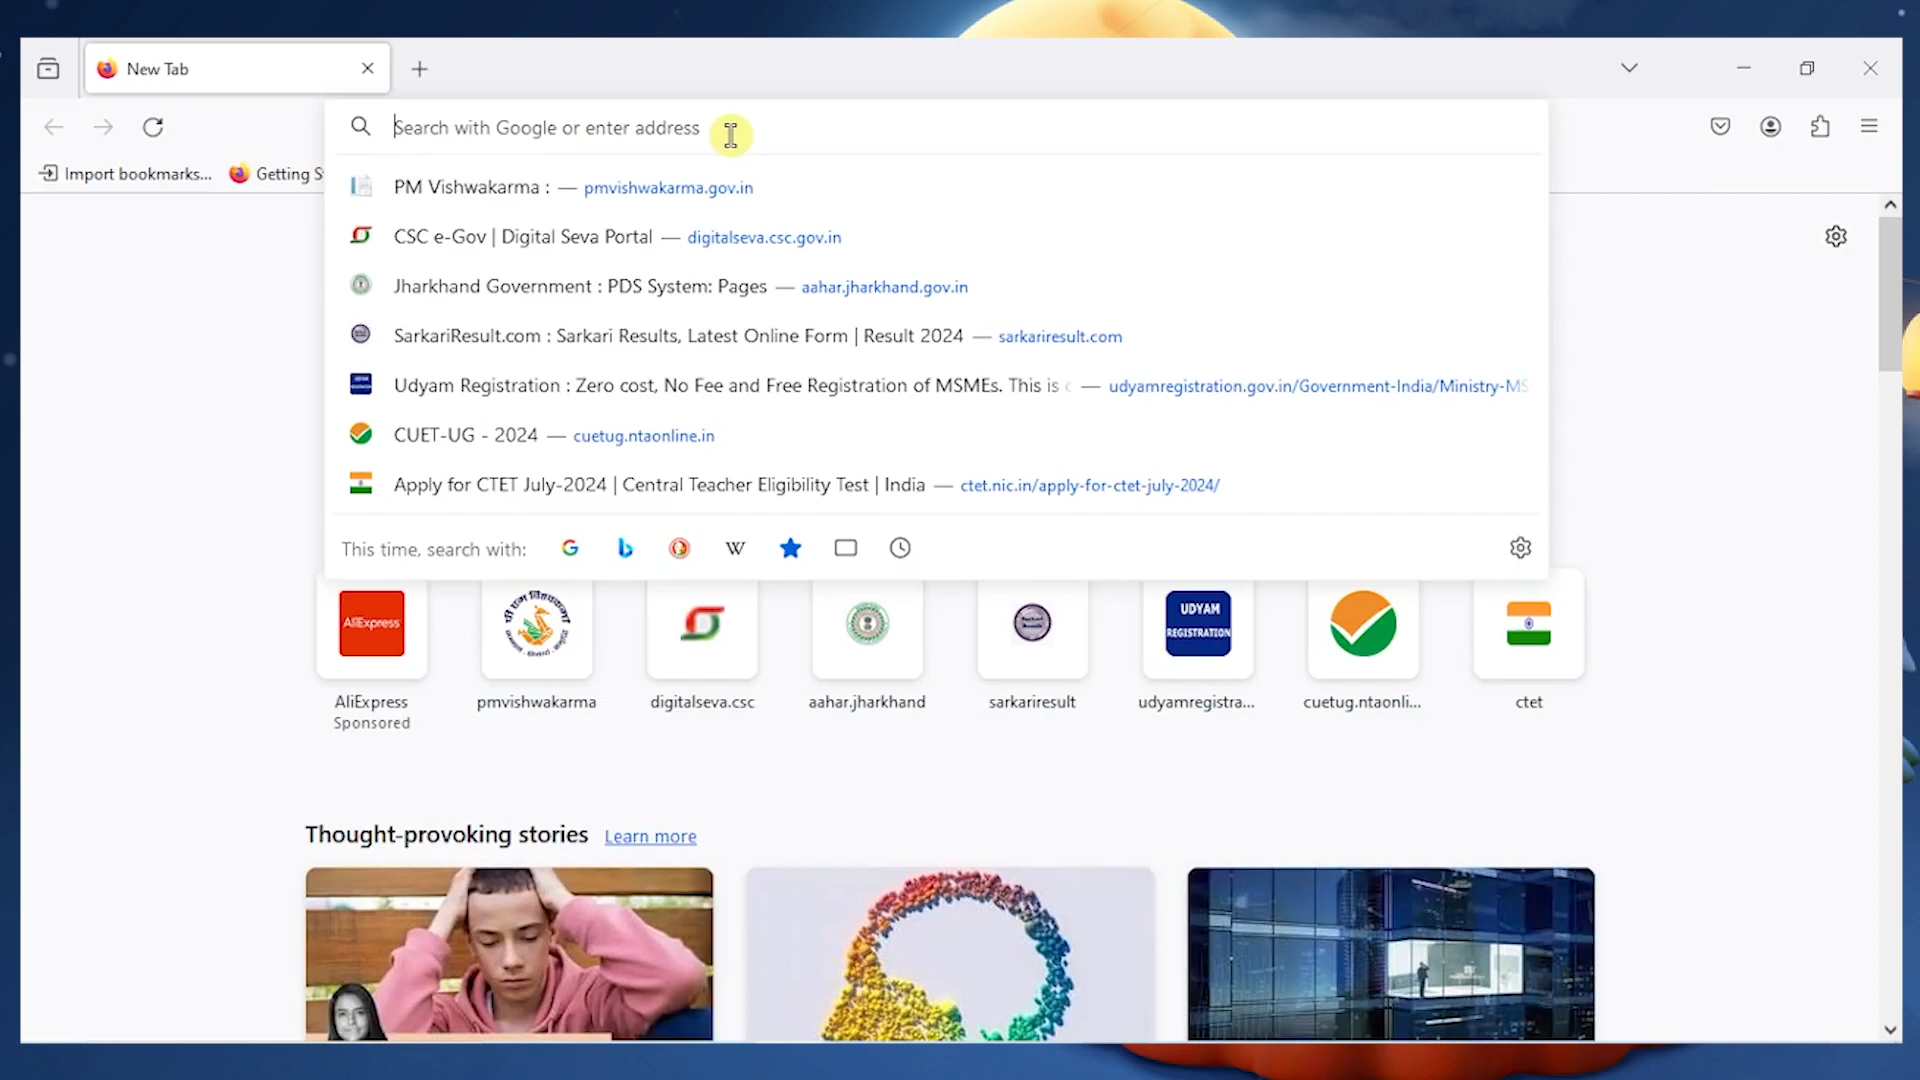 New Tab
Search with Google or enter address
Import bookmarks... Getting S
PM Vishwakarma : — pmvishwakarma.gov.in
CSC e-Gov | Digital Seva Portal — digitalseva.csc.gov.in
Jharkhand Government : PDS System: Pages — aahar.jharkhand.gov.in
SarkariResult.com : Sarkari Results, Latest Online Form | Result 2024 — sarkariresult.com
Udyam Registration : Zero cost, No Fee and Free Registration of MSMEs. This is — udyamregistration.gov.in/Government-India/Ministry-MS
CUET-UG - 2024 — cuetug.ntaonline.in
Apply for CTET July-2024 | Central Teacher Eligibility Test | India — ctet.nic.in/apply-for-ctet-july-2024/
This time, search with:
AliExpress
UDYAM
REGISTRATION
AliExpress pmvishwakarma digitalseva.csc aahar.jharkhand sarkariresult udyamregistra... cuetug.ntaonli... ctet
Sponsored
Thought-provoking stories Learn more